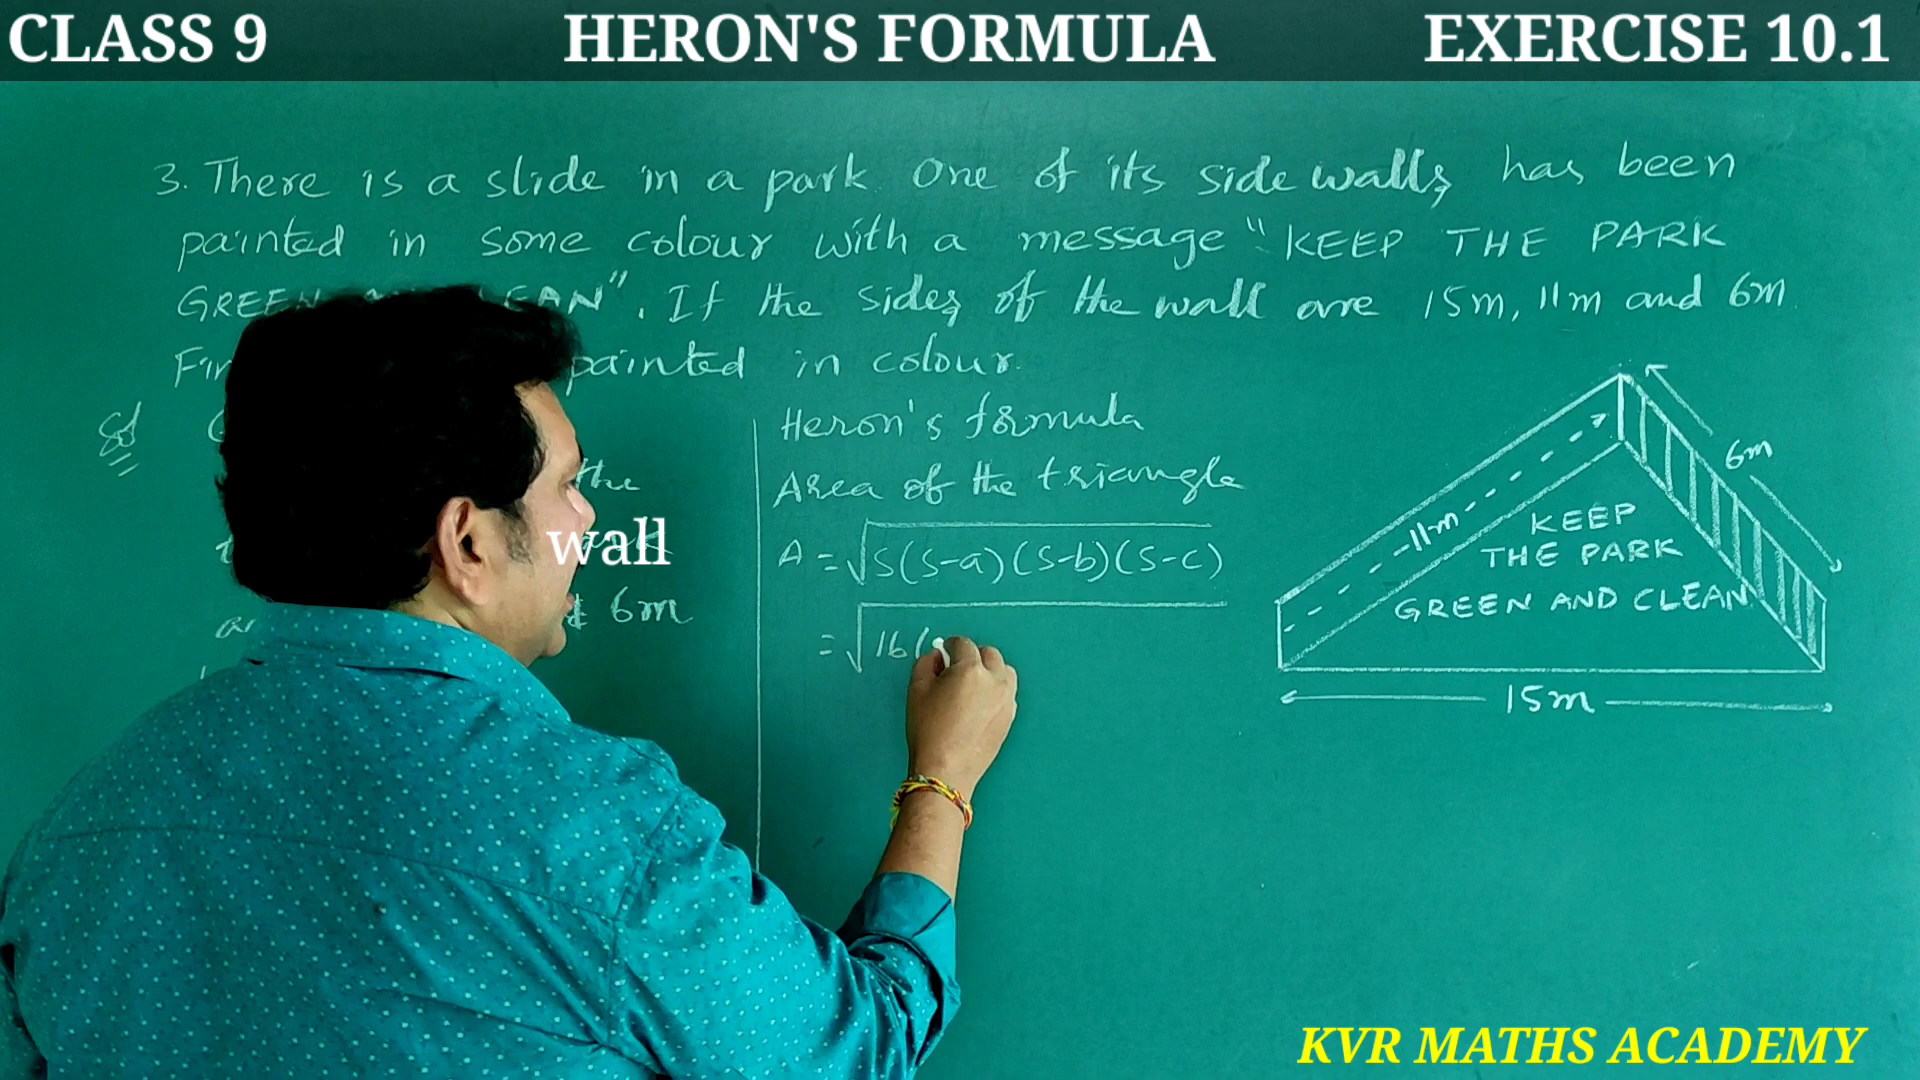 CLASS 9 HERON'S FORMULA EXERCISE 10.1
3. There is a slide in a park. One of its side walls has been
painted in some colour with a message "KEEP THE PARK
GREEN CLEAN". If the sides of the wall are 15m, 11m and 6m
painted in colour.
Sol
the
wall
6m
Heron's formula
Area of the triangle
A = √s(s-a)(s-b)(s-c)
= √16(
11m
6m
KEEP
THE PARK
GREEN AND CLEAN
15m
KVR MATHS ACADEMY